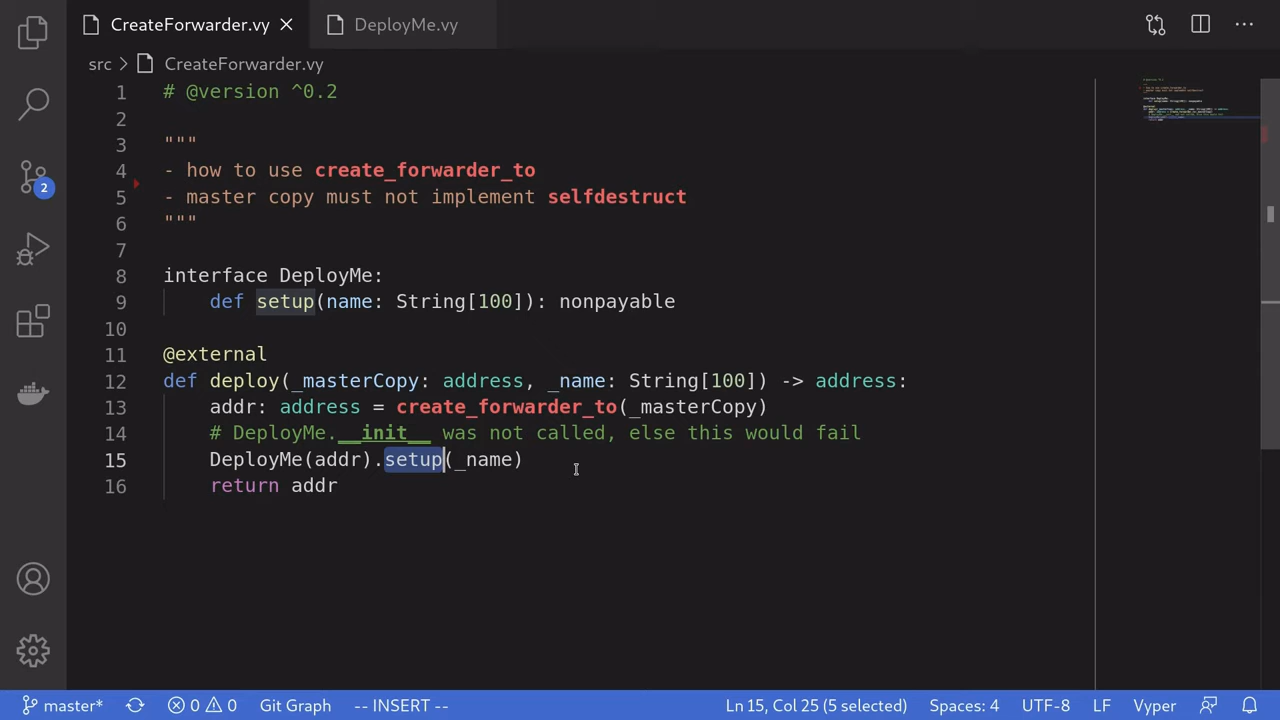 CreateForwarder.vy
DeployMe.vy
src > CreateForwarder.vy
1 # @version ^0.2
2
3 """
4 - how to use create_forwarder_to
5 - master copy must not implement selfdestruct
6 """
7
8 interface DeployMe:
9 def setup(name: String[100]): nonpayable
10
11 @external
12 def deploy(_masterCopy: address, _name: String[100]) -> address:
13 addr: address = create_forwarder_to(_masterCopy)
14 # DeployMe.__init__ was not called, else this would fail
15 DeployMe(addr).setup(_name)
16 return addr
2
master* 0 0 Git Graph -- INSERT -- Ln 15, Col 25 (5 selected) Spaces: 4 UTF-8 LF Vyper